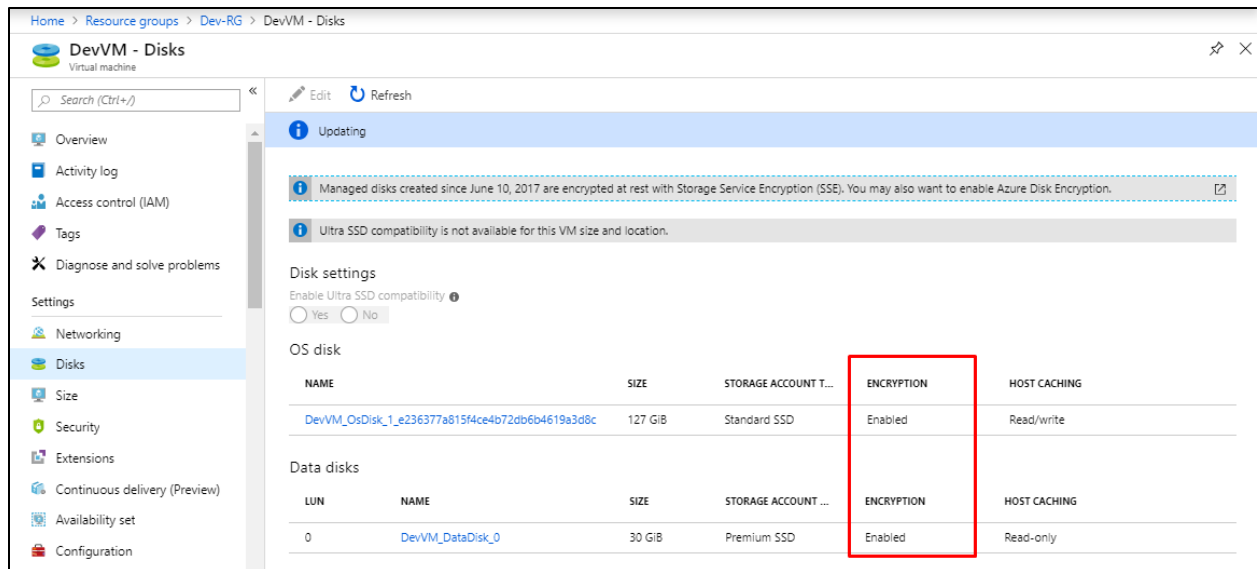 Home > Resource groups > Dev-RG > DevVM - Disks
DevVM - Disks
Virtual machine
Search (Ctrl+/)
«
Overview
Activity log
Access control (IAM)
Tags
Diagnose and solve problems
Settings
Networking
Disks
Size
Security
Extensions
Continuous delivery (Preview)
Availability set
Configuration
Edit Refresh
Updating
Managed disks created since June 10, 2017 are encrypted at rest with Storage Service Encryption (SSE). You may also want to enable Azure Disk Encryption.
Ultra SSD compatibility is not available for this VM size and location.
Disk settings
Enable Ultra SSD compatibility
Yes No
OS disk
NAME SIZE STORAGE ACCOUNT T... ENCRYPTION HOST CACHING
DevVM_OsDisk_1_e236377a815f4ce4b72db6b4619a3d8c 127 GiB Standard SSD Enabled Read/write
Data disks
LUN NAME SIZE STORAGE ACCOUNT ... ENCRYPTION HOST CACHING
0 DevVM_DataDisk_0 30 GiB Premium SSD Enabled Read-only